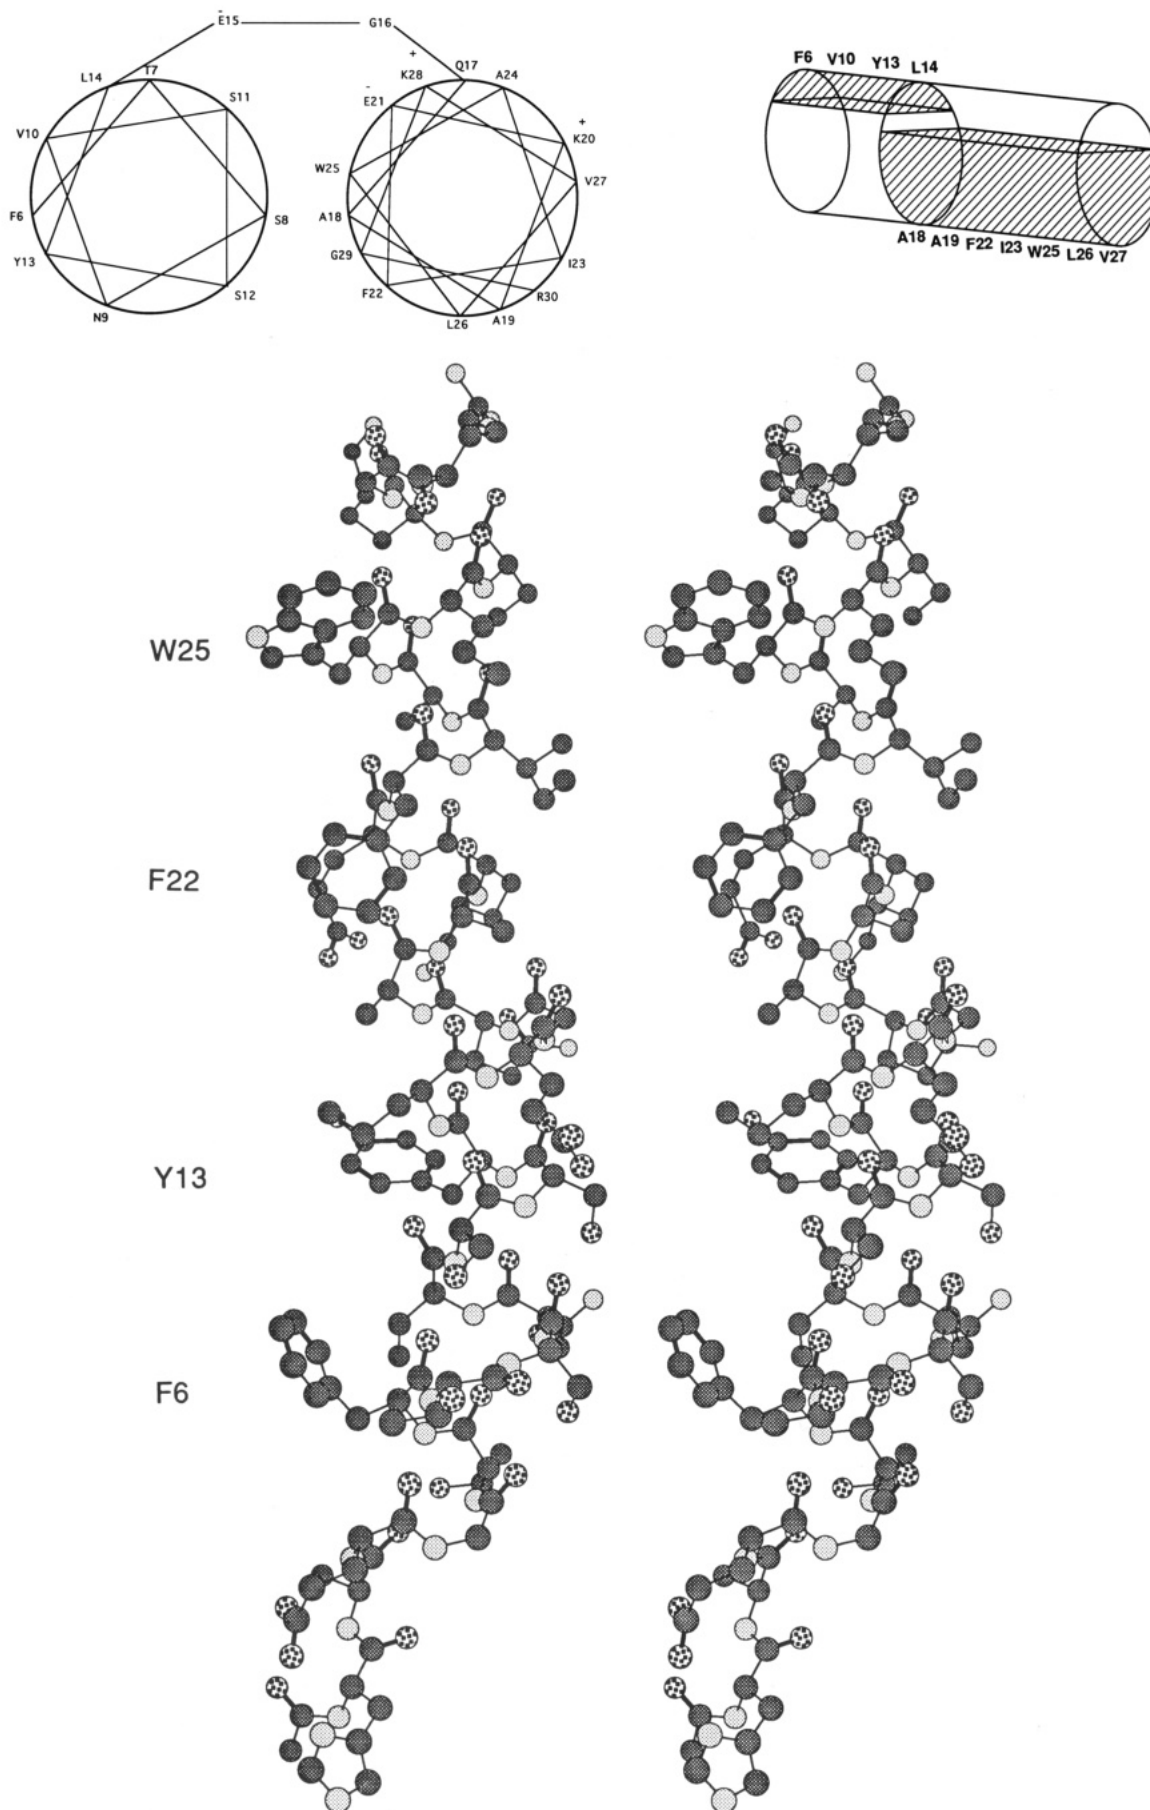 -
E15
G16
+
-
+
L14
T7
S11
V10
F6
S8
Y13
S12
N9
K28
Q17
A24
E21
K20
W25
V27
A18
G29
I23
F22
R30
L26
A19
F6 V10 Y13 L14
A18 A19 F22 I23 W25 L26 V27
W25
F22
Y13
F6